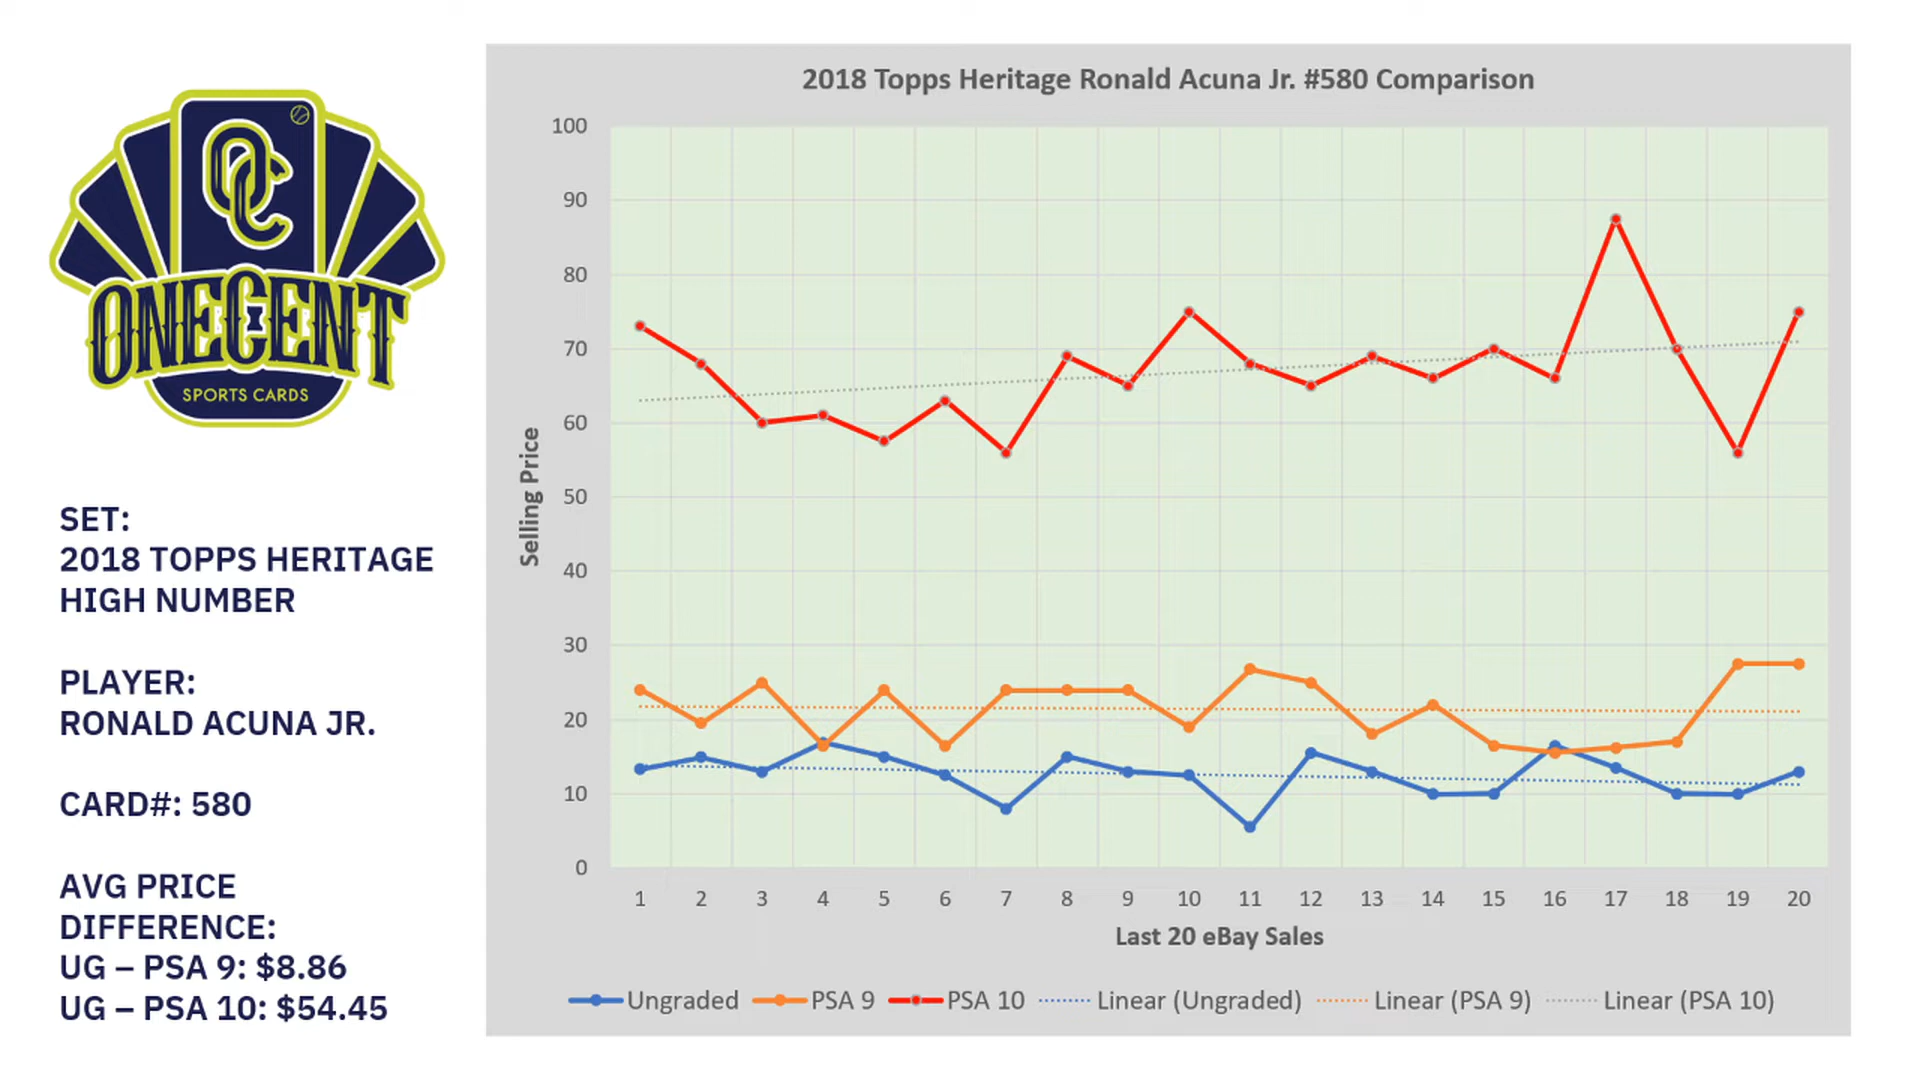 OC
ONECENT
SPORTS CARDS
SET:
2018 TOPPS HERITAGE
HIGH NUMBER
PLAYER:
RONALD ACUNA JR.
CARD#: 580
AVG PRICE
DIFFERENCE:
UG – PSA 9: $8.86
UG – PSA 10: $54.45
2018 Topps Heritage Ronald Acuna Jr. #580 Comparison
Selling Price
100
90
80
70
60
50
40
30
20
10
0
1 2 3 4 5 6 7 8 9 10 11 12 13 14 15 16 17 18 19 20
Last 20 eBay Sales
Ungraded PSA 9 PSA 10 Linear (Ungraded) Linear (PSA 9) Linear (PSA 10)